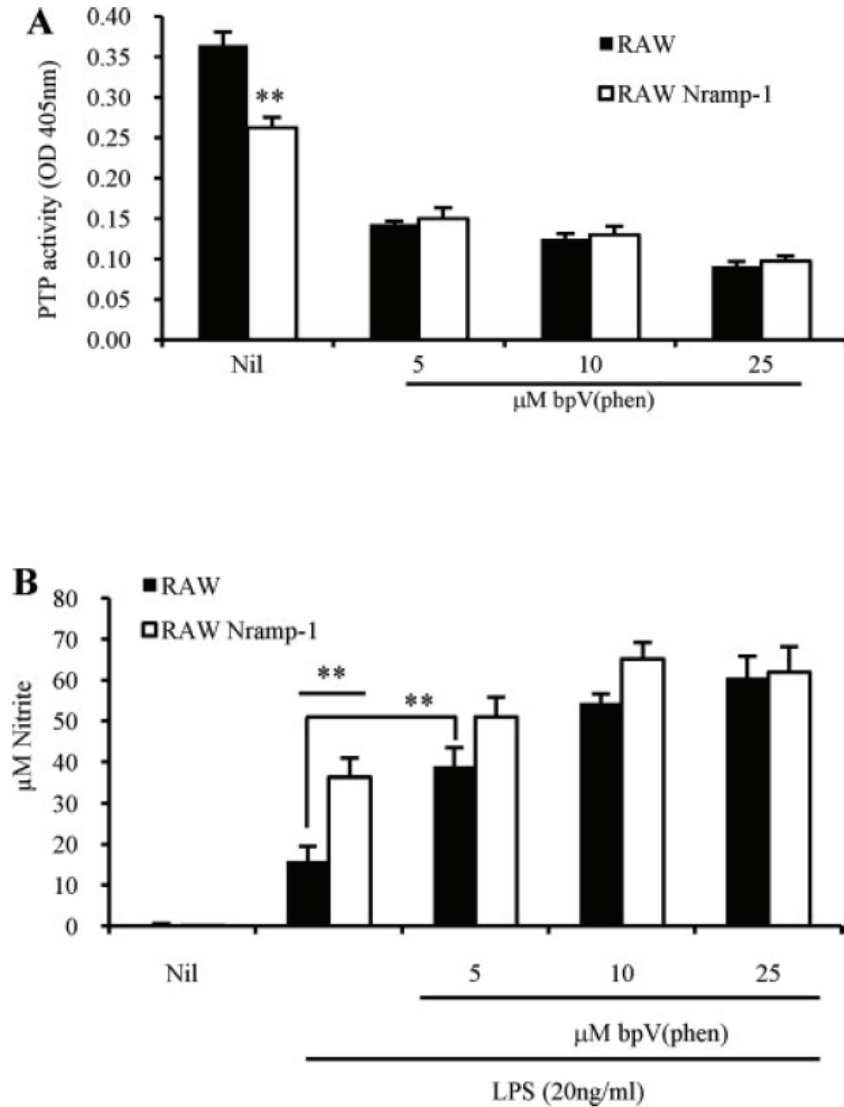 A
0.40
0.35
0.30
0.25
0.20
0.15
0.10
0.05
0.00
PTP activity (OD 405nm)
RAW
RAW Nramp-1
**
Nil 5 10 25
μM bpV(phen)
B
RAW
RAW Nramp-1
80
70
60
50
40
30
20
10
0
μM Nitrite
**
**
Nil 5 10 25
μM bpV(phen)
LPS (20ng/ml)